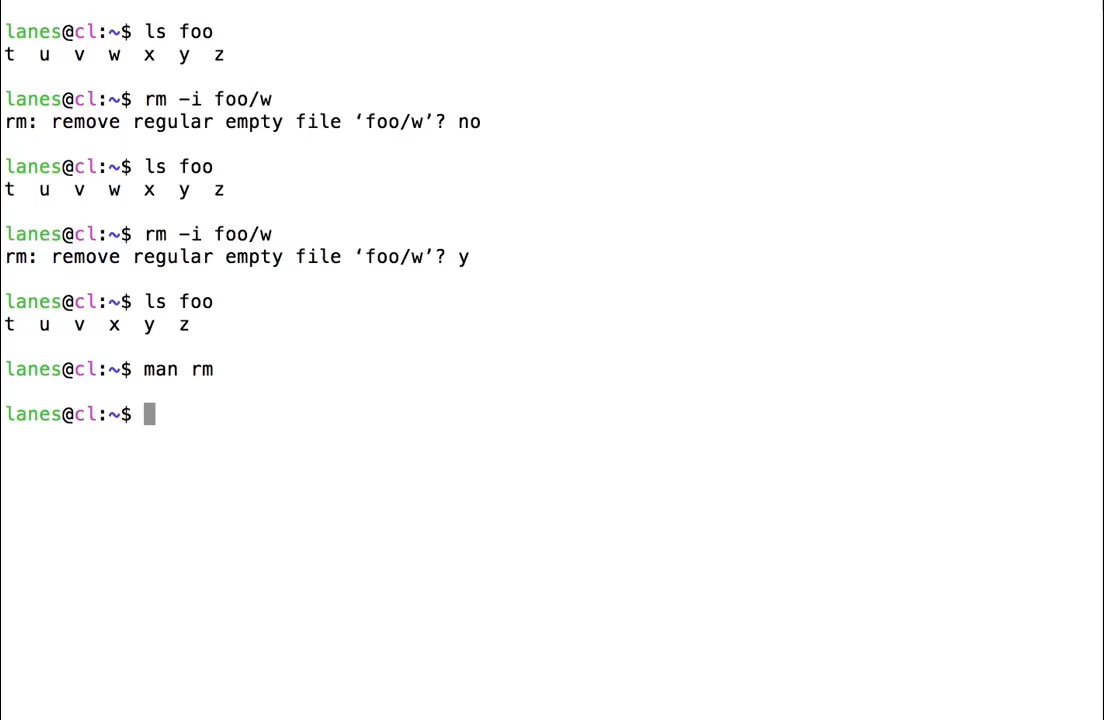 lanes@cl:~$ ls foo
t  u  v  w  x  y  z
lanes@cl:~$ rm -i foo/w
rm: remove regular empty file ‘foo/w’? no
lanes@cl:~$ ls foo
t  u  v  w  x  y  z
lanes@cl:~$ rm -i foo/w
rm: remove regular empty file ‘foo/w’? y
lanes@cl:~$ ls foo
t  u  v  x  y  z
lanes@cl:~$ man rm
lanes@cl:~$